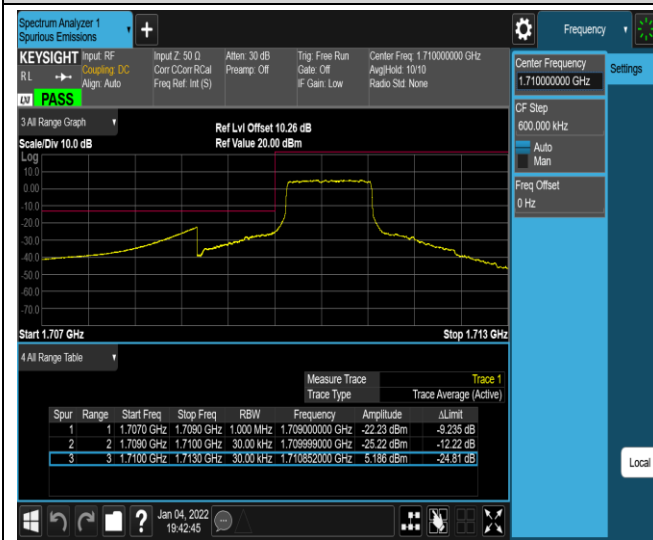 Spectrum Analyzer 1
Spurious Emissions
Frequency
KEYSIGHT
RL
Input: RF
Coupling: DC
Align: Auto
Input Z: 50 Ω
Corr CCorr RCal
Freq Ref: Int (S)
Atten: 30 dB
Preamp: Off
Trig: Free Run
Gate: Off
IF Gain: Low
Center Freq: 1.710000000 GHz
Avg|Hold: 10/10
Radio Std: None
LXI PASS
Center Frequency
1.710000000 GHz
Settings
CF Step
600.000 kHz
Auto
Man
Freq Offset
0 Hz
3 All Range Graph
Scale/Div 10.0 dB
Ref Lvl Offset 10.26 dB
Ref Value 20.00 dBm
Log
10.0
0.00
-10.0
-20.0
-30.0
-40.0
-50.0
-60.0
-70.0
Start 1.707 GHz
Stop 1.713 GHz
4 All Range Table
Measure Trace Trace 1
Trace Type Trace Average (Active)
Spur Range Start Freq Stop Freq RBW Frequency Amplitude ΔLimit
1 1 1.7070 GHz 1.7090 GHz 1.000 MHz 1.709000000 GHz -22.23 dBm -9.235 dB
2 2 1.7090 GHz 1.7100 GHz 30.00 kHz 1.709999000 GHz -25.22 dBm -12.22 dB
3 3 1.7100 GHz 1.7130 GHz 30.00 kHz 1.710852000 GHz 5.186 dBm -24.81 dB
Local
Jan 04, 2022
19:42:45